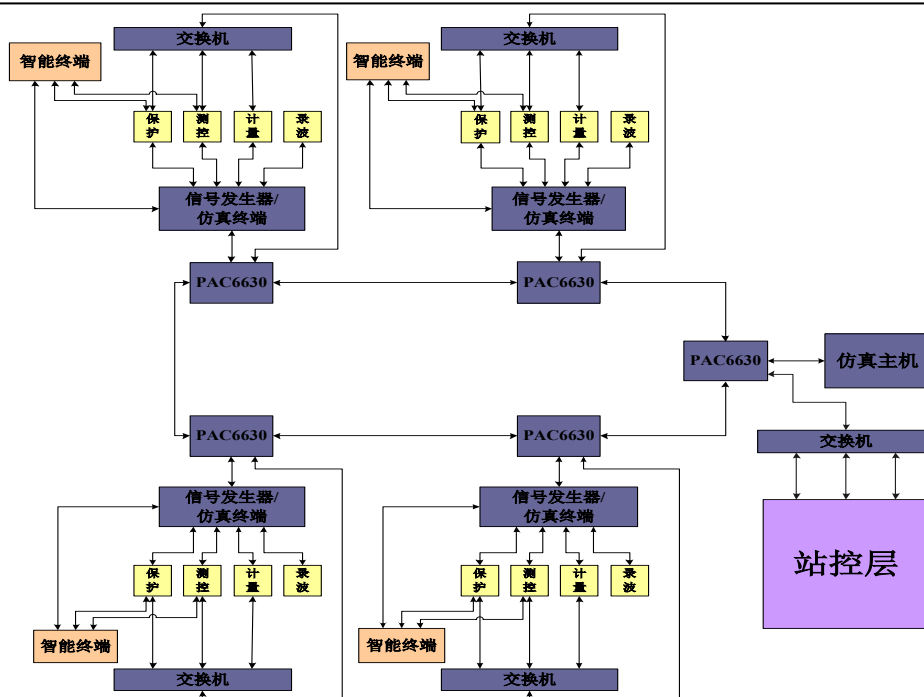 交换机
交换机
智能终端
智能终端
保护
测控
计量
录波
保护
测控
计量
录波
信号发生器/
仿真终端
信号发生器/
仿真终端
PAC6630
PAC6630
PAC6630
仿真主机
PAC6630
PAC6630
交换机
信号发生器/
仿真终端
信号发生器/
仿真终端
站控层
保护
测控
计量
录波
保护
测控
计量
录波
智能终端
智能终端
交换机
交换机